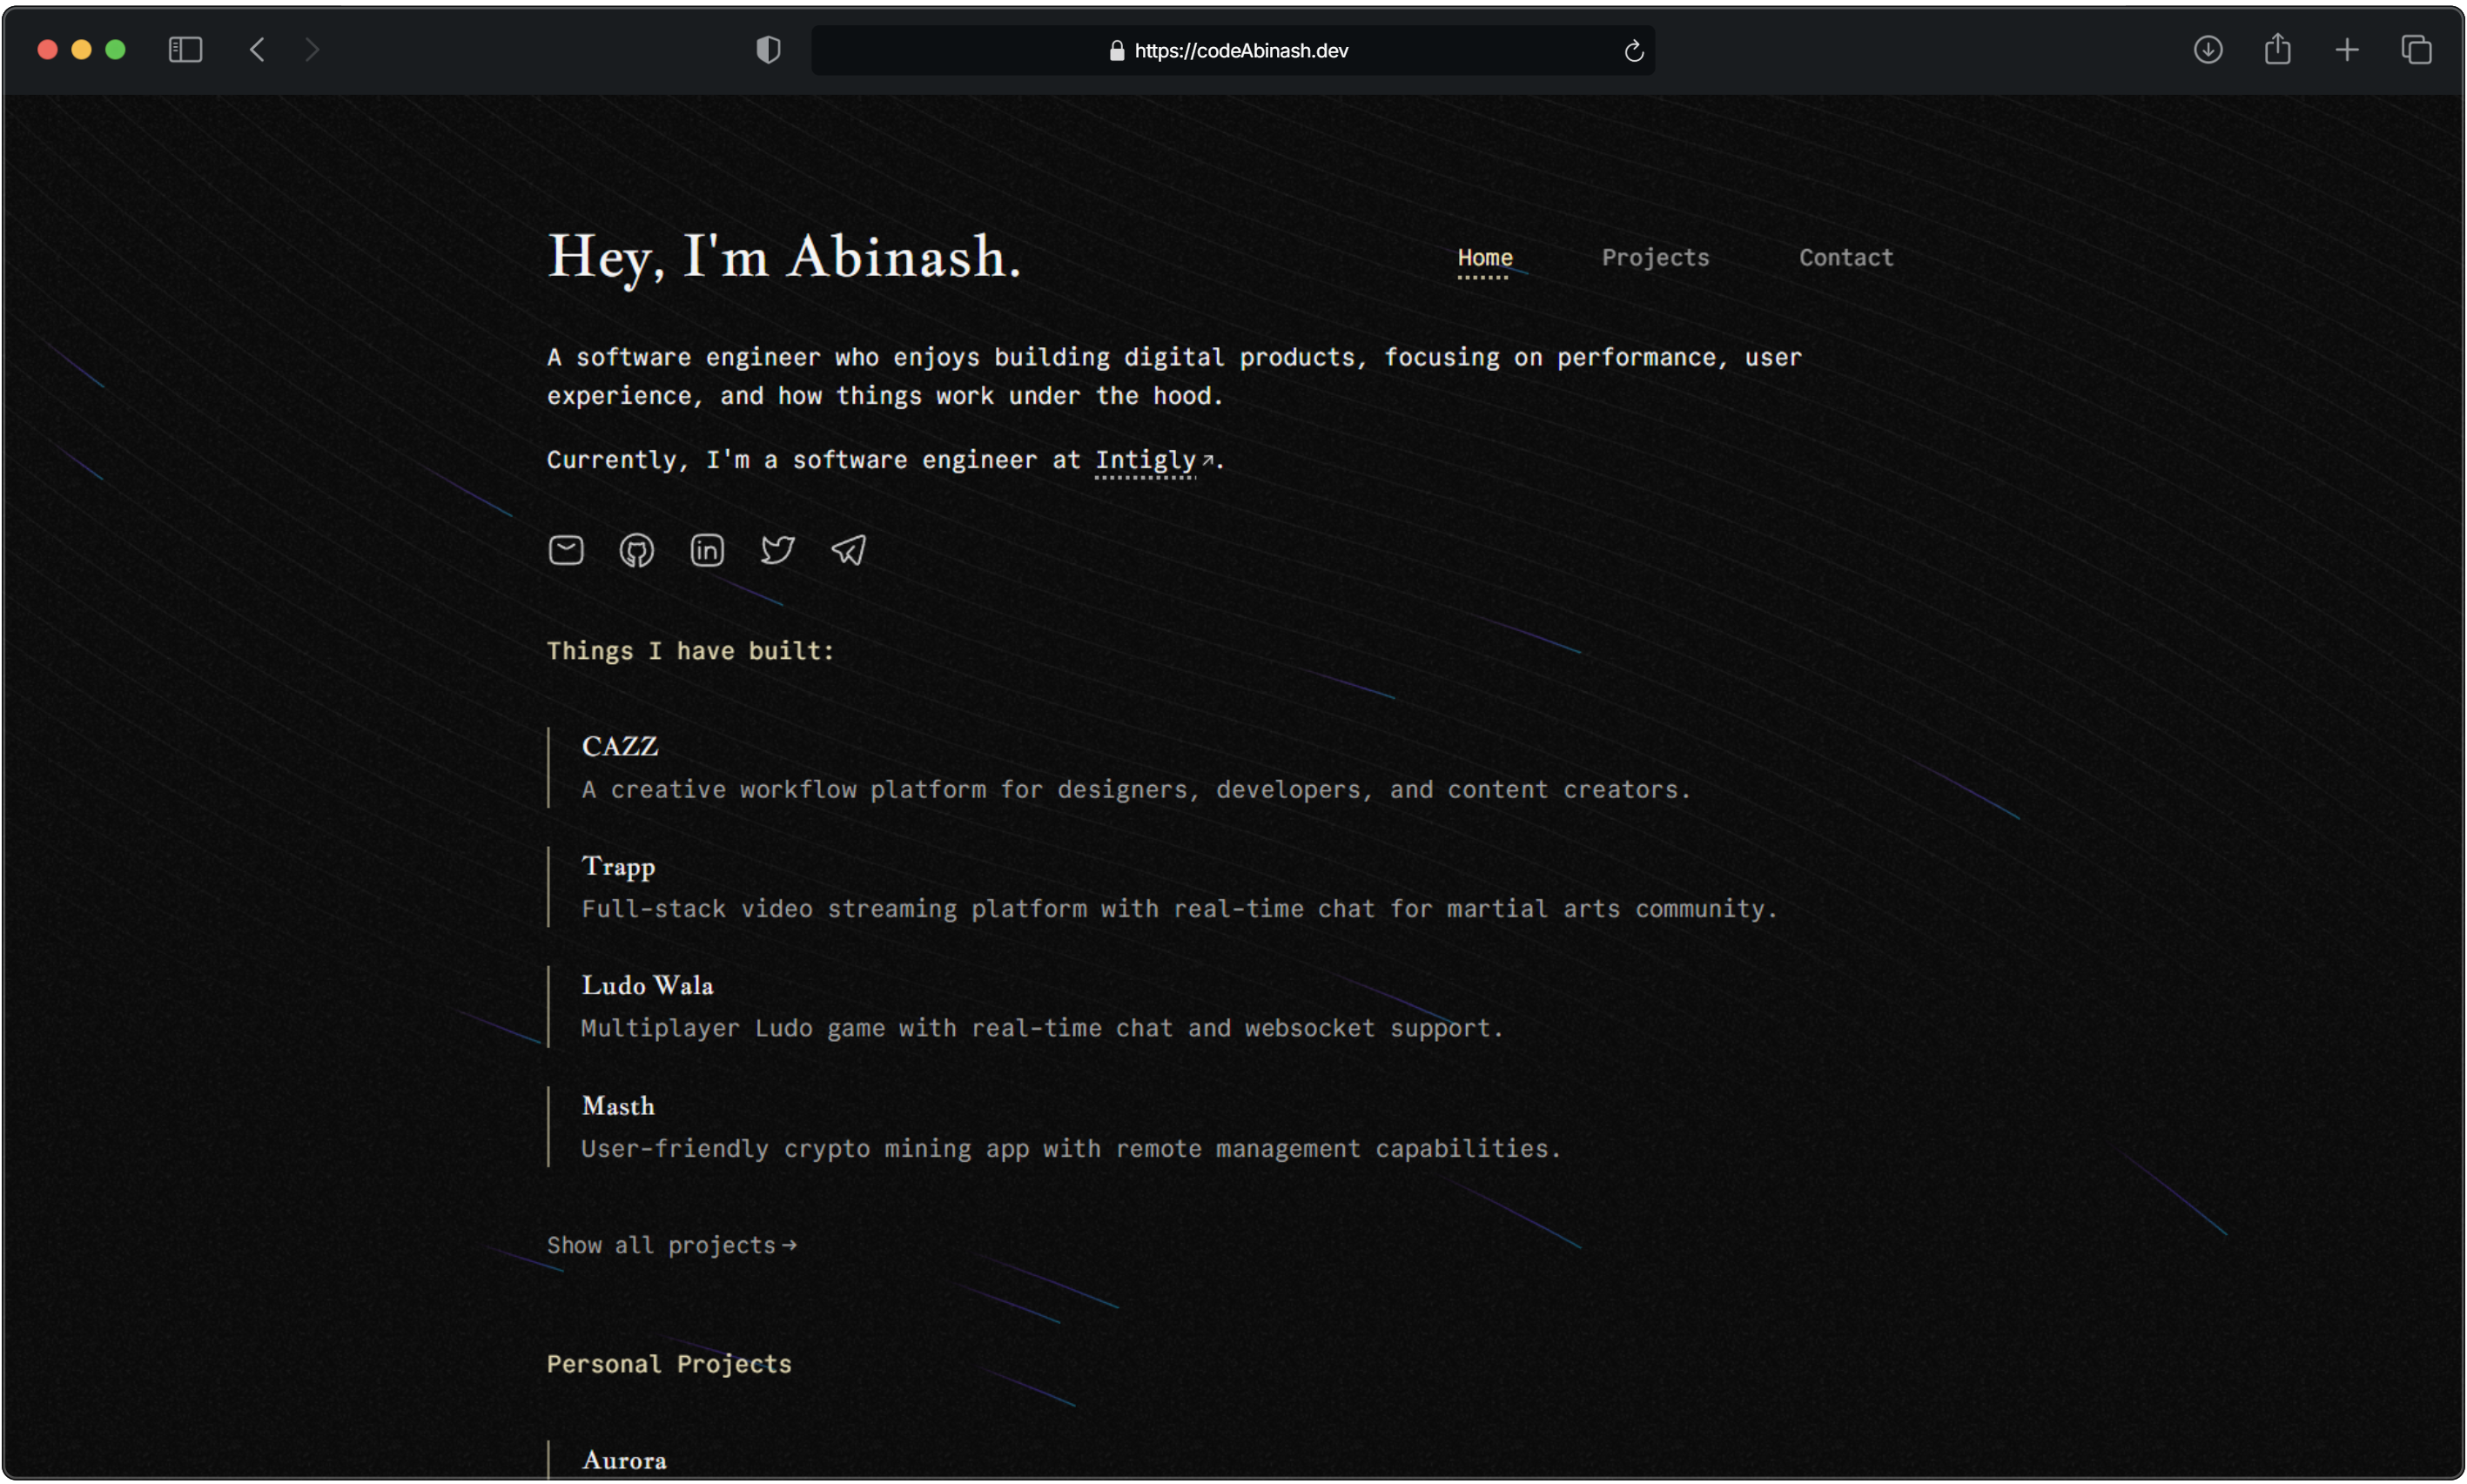 https://codeAbinash.dev
Hey, I'm Abinash.
Home
Projects
Contact
A software engineer who enjoys building digital products, focusing on performance, user
experience, and how things work under the hood.
Currently, I'm a software engineer at Intigly↗.
in
Things I have built:
CAZZ
A creative workflow platform for designers, developers, and content creators.
Trapp
Full-stack video streaming platform with real-time chat for martial arts community.
Ludo Wala
Multiplayer Ludo game with real-time chat and websocket support.
Masth
User-friendly crypto mining app with remote management capabilities.
Show all projects→
Personal Projects
Aurora